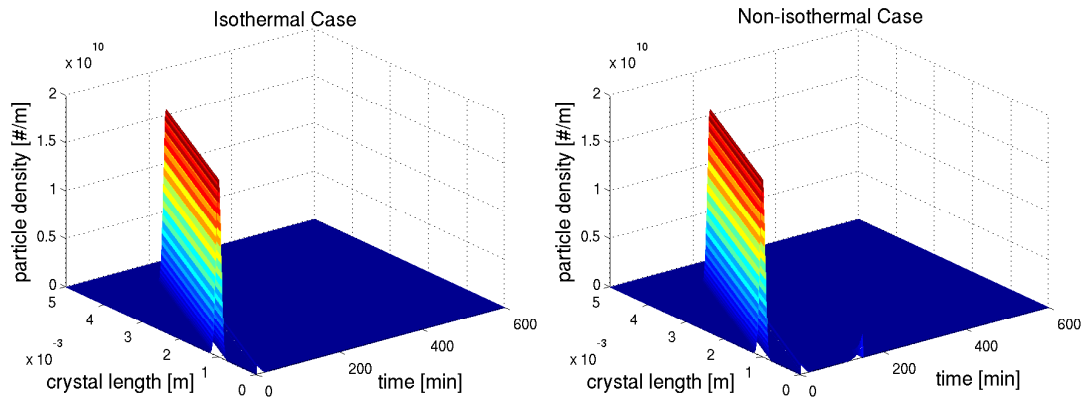 Isothermal Case
x 10^10
particle density [#/m]
2
1.5
1
0.5
0
5
4
3
2
1
0
x 10^-3
crystal length [m]
0
200
400
600
time [min]
Non-isothermal Case
x 10^10
particle density [#/m]
2
1.5
1
0.5
0
5
4
3
2
1
0
x 10^-3
crystal length [m]
0
200
400
600
time [min]